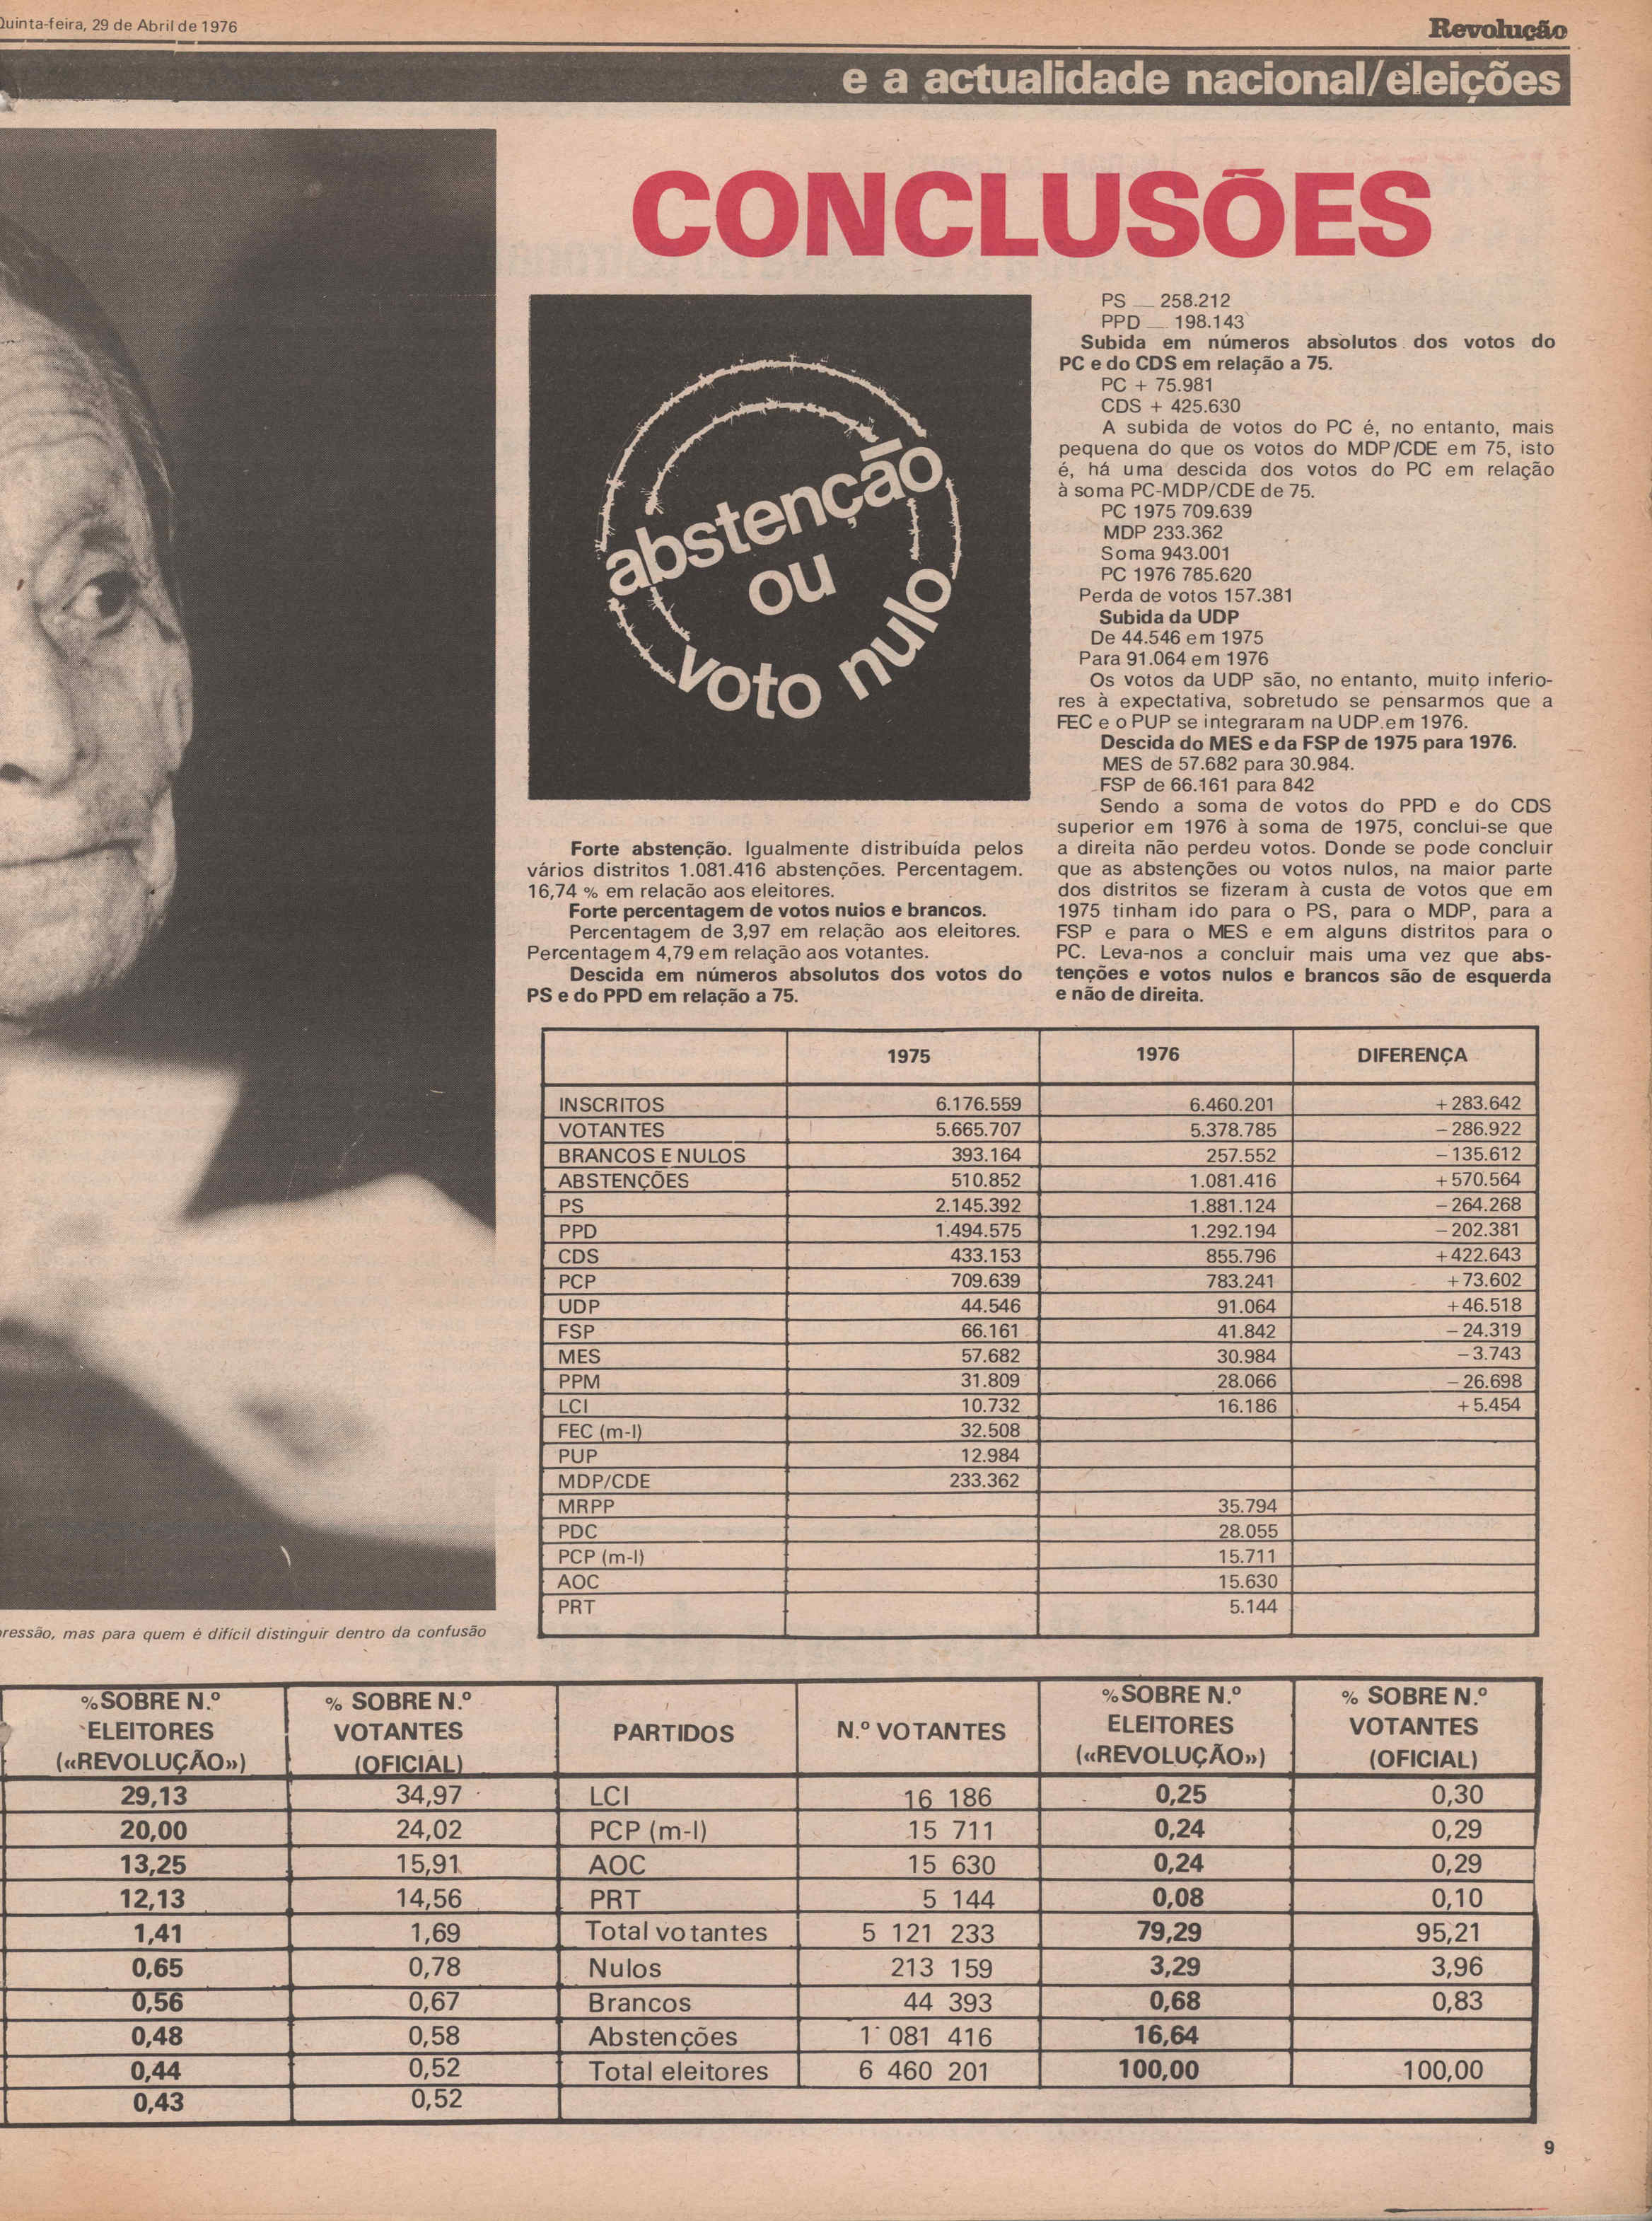 Quinta-feira, 29 de Abril de 1976
Revolução
e a actualidade nacional/eleições
CONCLUSÕES
abstenção
ou
voto nulo
Forte abstenção. Igualmente distribuída pelos
vários distritos 1.081.416 abstenções. Percentagem.
16,74 % em relação aos eleitores.
Forte percentagem de votos nuios e brancos.
Percentagem de 3,97 em relação aos eleitores.
Percentagem 4,79 em relação aos votantes.
Descida em números absolutos dos votos do
PS e do PPD em relação a 75.
PS — 258.212
PPD — 198.143
Subida em números absolutos dos votos do
PC e do CDS em relação a 75.
PC + 75.981
CDS + 425.630
A subida de votos do PC é, no entanto, mais
pequena do que os votos do MDP/CDE em 75, isto
é, há uma descida dos votos do PC em relação
à soma PC-MDP/CDE de 75.
PC 1975 709.639
MDP 233.362
Soma 943.001
PC 1976 785.620
Perda de votos 157.381
Subida da UDP
De 44.546 em 1975
Para 91.064 em 1976
Os votos da UDP são, no entanto, muito inferio-
res à expectativa, sobretudo se pensarmos que a
FEC e o PUP se integraram na UDP em 1976.
Descida do MES e da FSP de 1975 para 1976.
MES de 57.682 para 30.984.
FSP de 66.161 para 842
Sendo a soma de votos do PPD e do CDS
superior em 1976 à soma de 1975, conclui-se que
a direita não perdeu votos. Donde se pode concluir
que as abstenções ou votos nulos, na maior parte
dos distritos se fizeram à custa de votos que em
1975 tinham ido para o PS, para o MDP, para a
FSP e para o MES e em alguns distritos para o
PC. Leva-nos a concluir mais uma vez que abs-
tenções e votos nulos e brancos são de esquerda
e não de direita.
1975 1976 DIFERENÇA
INSCRITOS 6.176.559 6.460.201 +283.642
VOTANTES 5.665.707 5.378.785 –286.922
BRANCOS E NULOS 393.164 257.552 –135.612
ABSTENÇÕES 510.852 1.081.416 +570.564
PS 2.145.392 1.881.124 –264.268
PPD 1.494.575 1.292.194 –202.381
CDS 433.153 855.796 +422.643
PCP 709.639 783.241 +73.602
UDP 44.546 91.064 +46.518
FSP 66.161 41.842 –24.319
MES 57.682 30.984 –3.743
PPM 31.809 28.066 –26.698
LCI 10.732 16.186 +5.454
FEC (m-l) 32.508
PUP 12.984
MDP/CDE 233.362
MRPP 35.794
PDC 28.055
PCP (m-l) 15.711
AOC 15.630
PRT 5.144
ressão, mas para quem é difícil distinguir dentro da confusão
% SOBRE N.º ELEITORES («REVOLUÇÃO») % SOBRE N.º VOTANTES (OFICIAL) PARTIDOS N.º VOTANTES % SOBRE N.º ELEITORES («REVOLUÇÃO») % SOBRE N.º VOTANTES (OFICIAL)
29,13 34,97 LCI 16 186 0,25 0,30
20,00 24,02 PCP (m-l) 15 711 0,24 0,29
13,25 15,91 AOC 15 630 0,24 0,29
12,13 14,56 PRT 5 144 0,08 0,10
1,41 1,69 Total votantes 5 121 233 79,29 95,21
0,65 0,78 Nulos 213 159 3,29 3,96
0,56 0,67 Brancos 44 393 0,68 0,83
0,48 0,58 Abstenções 1 081 416 16,64
0,44 0,52 Total eleitores 6 460 201 100,00 100,00
0,43 0,52
9